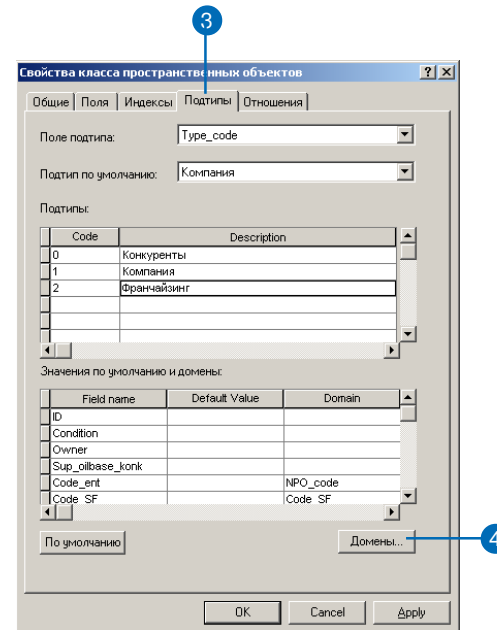 3
Свойства класса пространственных объектов
Общие Поля Индексы Подтипы Отношения
Поле подтипа: Type_code
Подтип по умолчанию: Компания
Подтипы:
Code Description
0 Конкуренты
1 Компания
2 Франчайзинг
Значения по умолчанию и домены:
Field name Default Value Domain
ID
Condition
Owner
Sup_oilbase_konk
Code_ent NPO_code
Code_SF Code_SF
По умолчанию Домены... 4
OK Cancel Apply